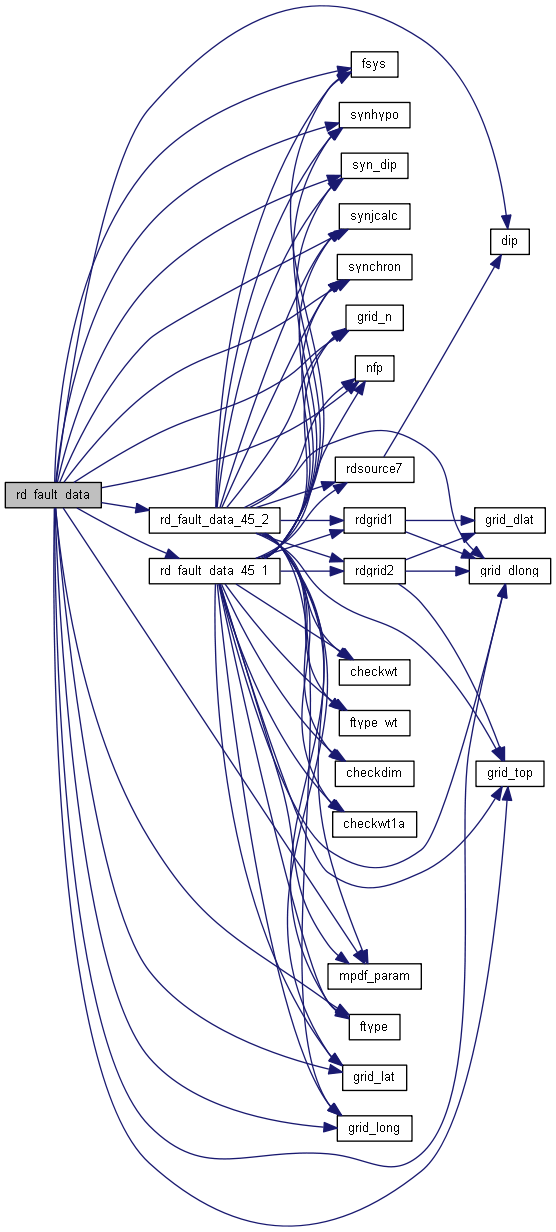 fsys
synhypo
syn_dip
synjcalc
dip
synchron
grid_n
nfp
rdsource7
rd_fault_data
rd_fault_data_45_2
rdgrid1
grid_dlat
rd_fault_data_45_1
rdgrid2
grid_dlong
checkwt
ftype_wt
checkdim
grid_top
checkwt1a
mpdf_param
ftype
grid_lat
grid_long